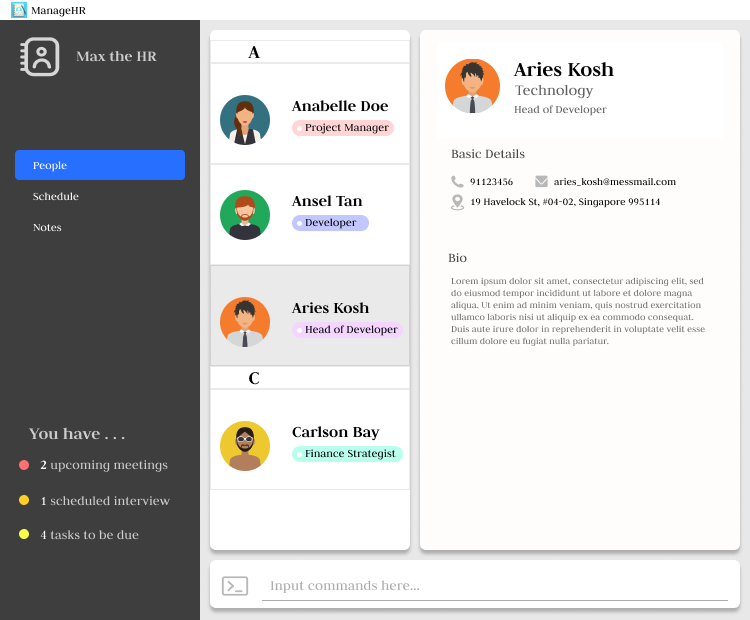 ManageHR
Max the HR
People
Schedule
Notes
You have . . .
2 upcoming meetings
1 scheduled interview
4 tasks to be due
A
Anabelle Doe
Project Manager
Ansel Tan
Developer
Aries Kosh
Head of Developer
C
Carlson Bay
Finance Strategist
Aries Kosh
Technology
Head of Developer
Basic Details
91123456
aries_kosh@messmail.com
19 Havelock St, #04-02, Singapore 995114
Bio
Lorem ipsum dolor sit amet, consectetur adipiscing elit, sed
do eiusmod tempor incididunt ut labore et dolore magna
aliqua. Ut enim ad minim veniam, quis nostrud exercitation
ullamco laboris nisi ut aliquip ex ea commodo consequat.
Duis aute irure dolor in reprehenderit in voluptate velit esse
cillum dolore eu fugiat nulla pariatur.
Input commands here...